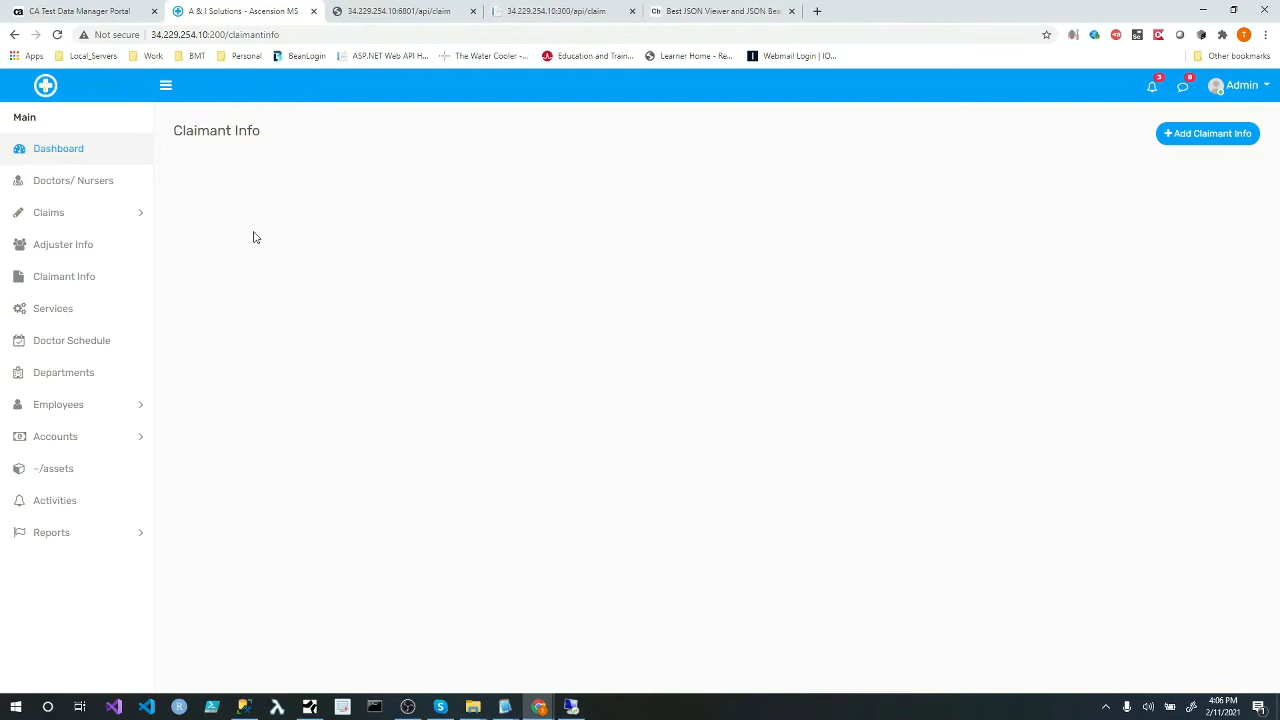 CA Test Data Manager Portal
A & I Solutions - Ascension MS
34.229.254.10:6801/api/claim
34.229.254.10:300/api/claim
Best JSON Viewer and JSON Bea
Not secure
34.229.254.10:200/claimantinfo
Apps
Local_Servers
Work
BMT
Personal
BeanLogin
ASP.NET Web API H...
The Water Cooler -...
Education and Train...
Learner Home - Re...
Webmail Login | IO...
Other bookmarks
3
8
Admin
Main
Claimant Info
+ Add Claimant Info
Dashboard
Doctors/ Nursers
Claims
Adjuster Info
Claimant Info
Services
Doctor Schedule
Departments
Employees
Accounts
~/assets
Activities
Reports
4:06 PM
2/11/2021